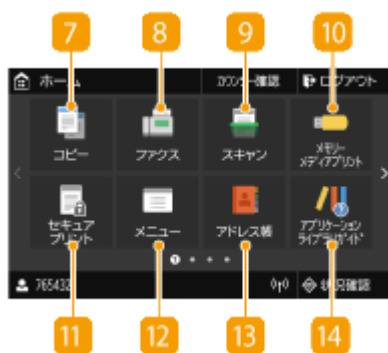 7 8 9 10
ホーム カウンター確認 ログアウト
コピー ファクス スキャン メモリー
メディアプリント
セキュア
プリント メニュー アドレス帳 アプリケーション
ライブラリーガイド
765432 状況確認
11 12 13 14